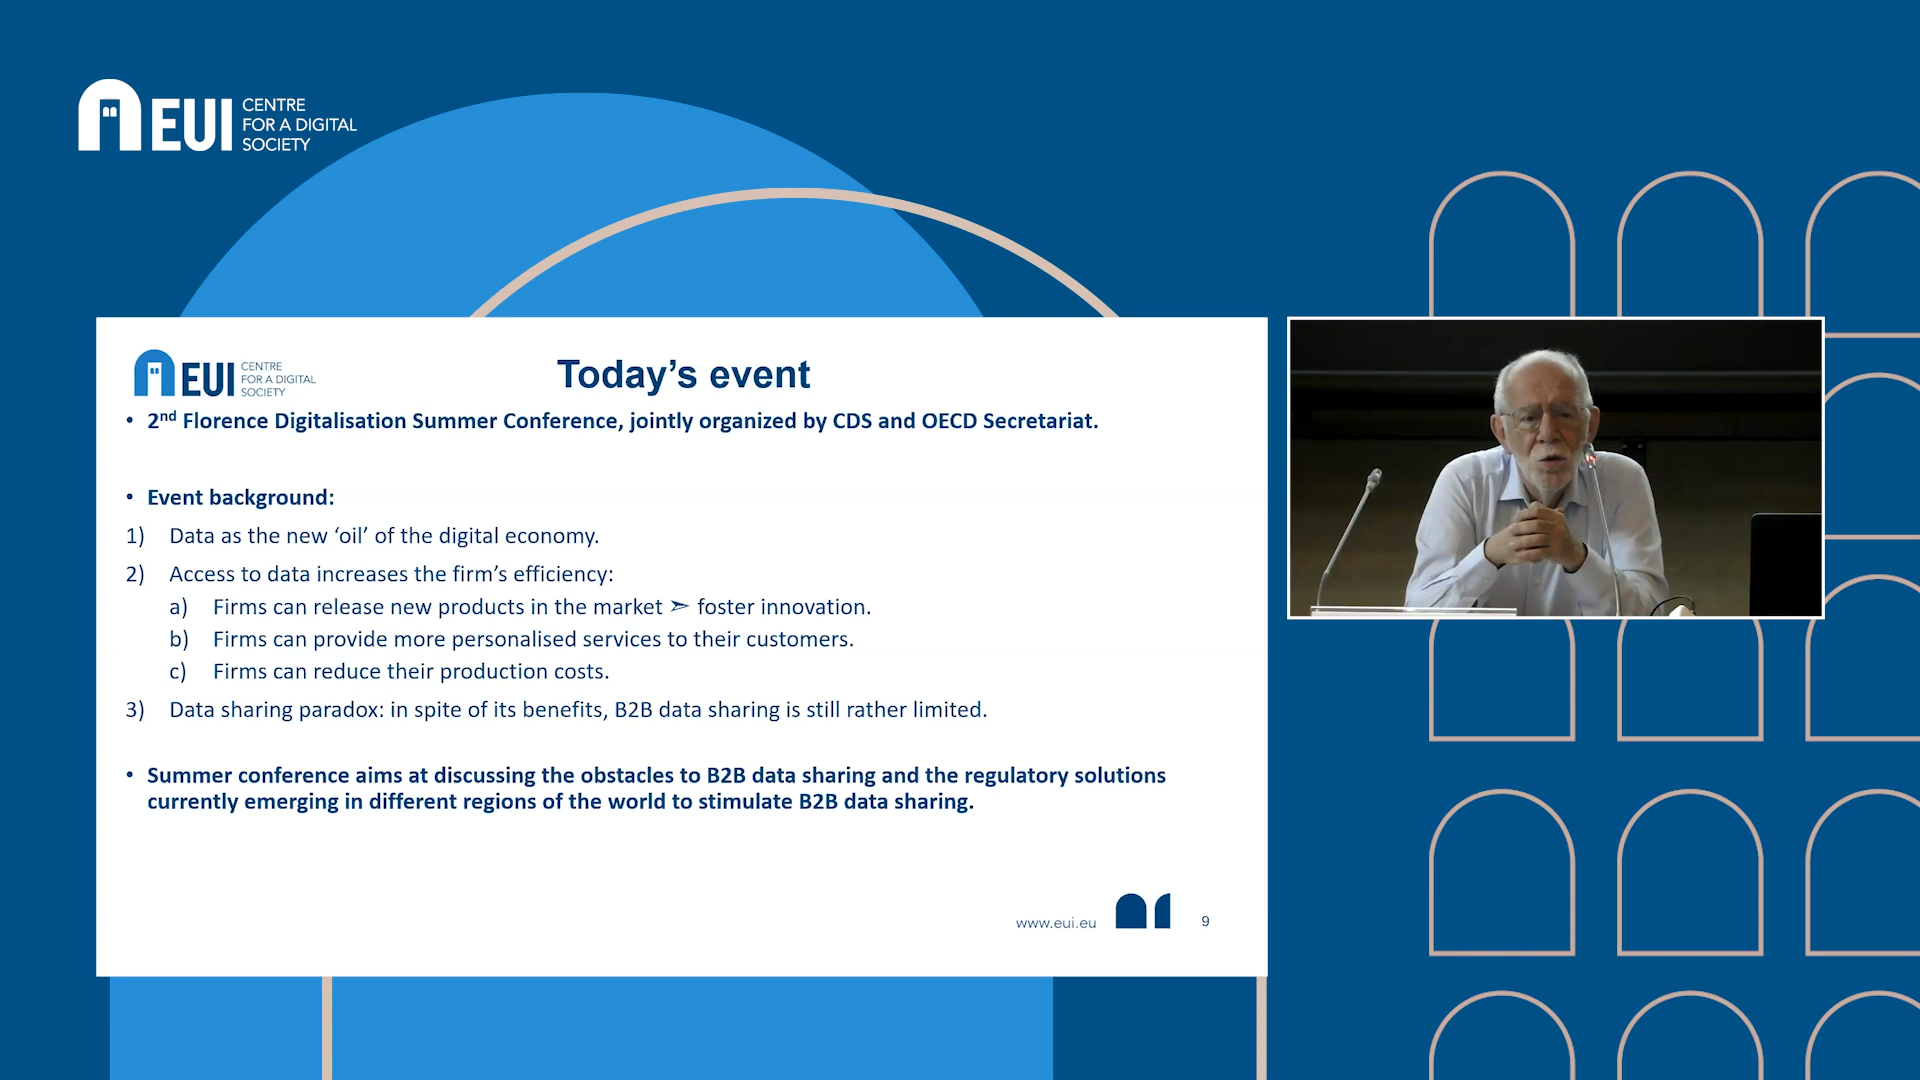 EUI CENTRE
FOR A DIGITAL
SOCIETY
EUI CENTRE
FOR A DIGITAL
SOCIETY
Today’s event
• 2nd Florence Digitalisation Summer Conference, jointly organized by CDS and OECD Secretariat.
• Event background:
1) Data as the new ‘oil’ of the digital economy.
2) Access to data increases the firm’s efficiency:
a) Firms can release new products in the market ➣ foster innovation.
b) Firms can provide more personalised services to their customers.
c) Firms can reduce their production costs.
3) Data sharing paradox: in spite of its benefits, B2B data sharing is still rather limited.
• Summer conference aims at discussing the obstacles to B2B data sharing and the regulatory solutions
currently emerging in different regions of the world to stimulate B2B data sharing.
www.eui.eu 9